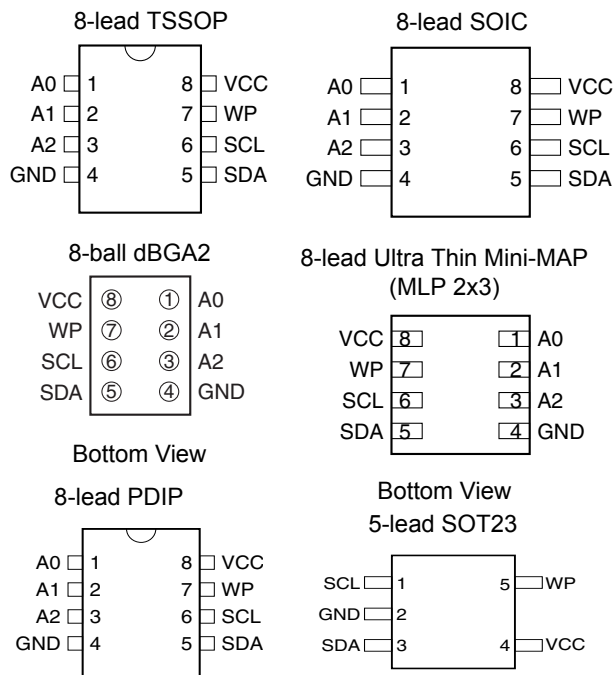 8-lead TSSOP
A0 1 8 VCC
A1 2 7 WP
A2 3 6 SCL
GND 4 5 SDA
8-lead SOIC
A0 1 8 VCC
A1 2 7 WP
A2 3 6 SCL
GND 4 5 SDA
8-ball dBGA2
VCC 8 1 A0
WP 7 2 A1
SCL 6 3 A2
SDA 5 4 GND
Bottom View
8-lead Ultra Thin Mini-MAP
(MLP 2x3)
VCC 8 1 A0
WP 7 2 A1
SCL 6 3 A2
SDA 5 4 GND
Bottom View
8-lead PDIP
A0 1 8 VCC
A1 2 7 WP
A2 3 6 SCL
GND 4 5 SDA
5-lead SOT23
SCL 1 5 WP
GND 2
SDA 3 4 VCC